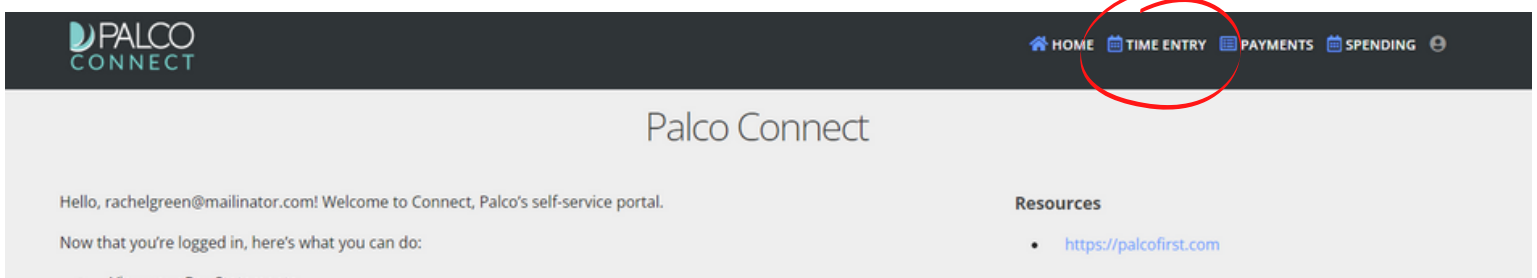 PALCO
CONNECT
HOME TIME ENTRY PAYMENTS SPENDING
Palco Connect
Hello, rachelgreen@mailinator.com! Welcome to Connect, Palco's self-service portal.
Now that you're logged in, here's what you can do:
Resources
• https://palcofirst.com